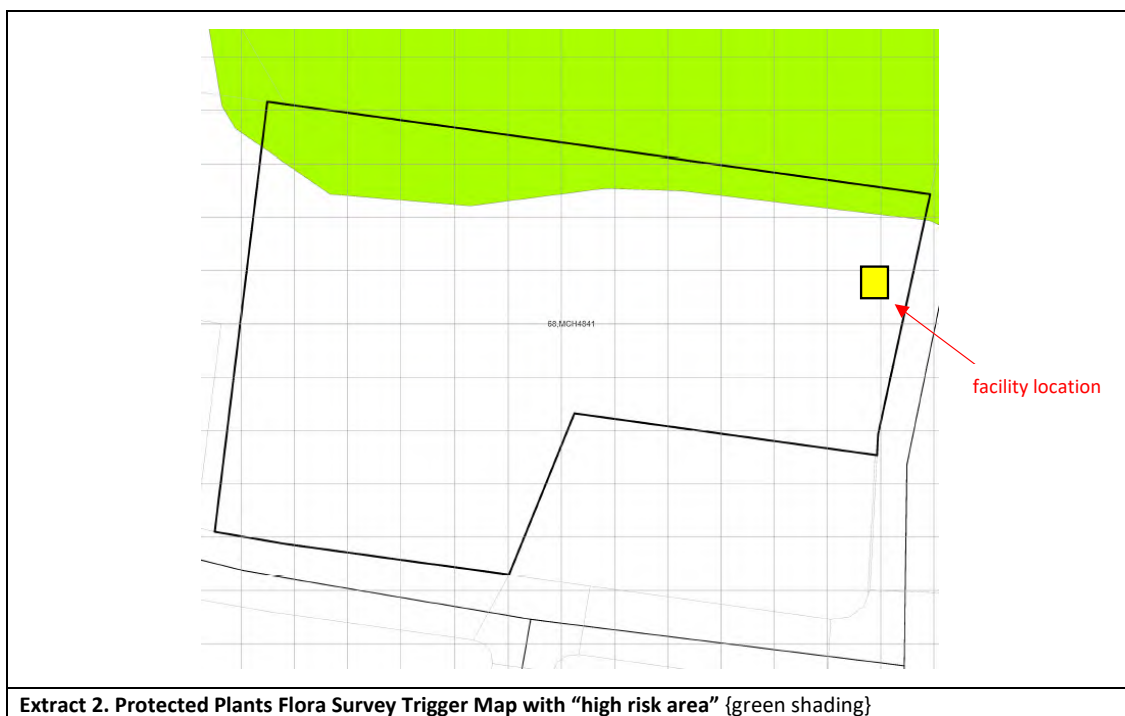 68,MCH4841
facility location
Extract 2. Protected Plants Flora Survey Trigger Map with “high risk area” {green shading}